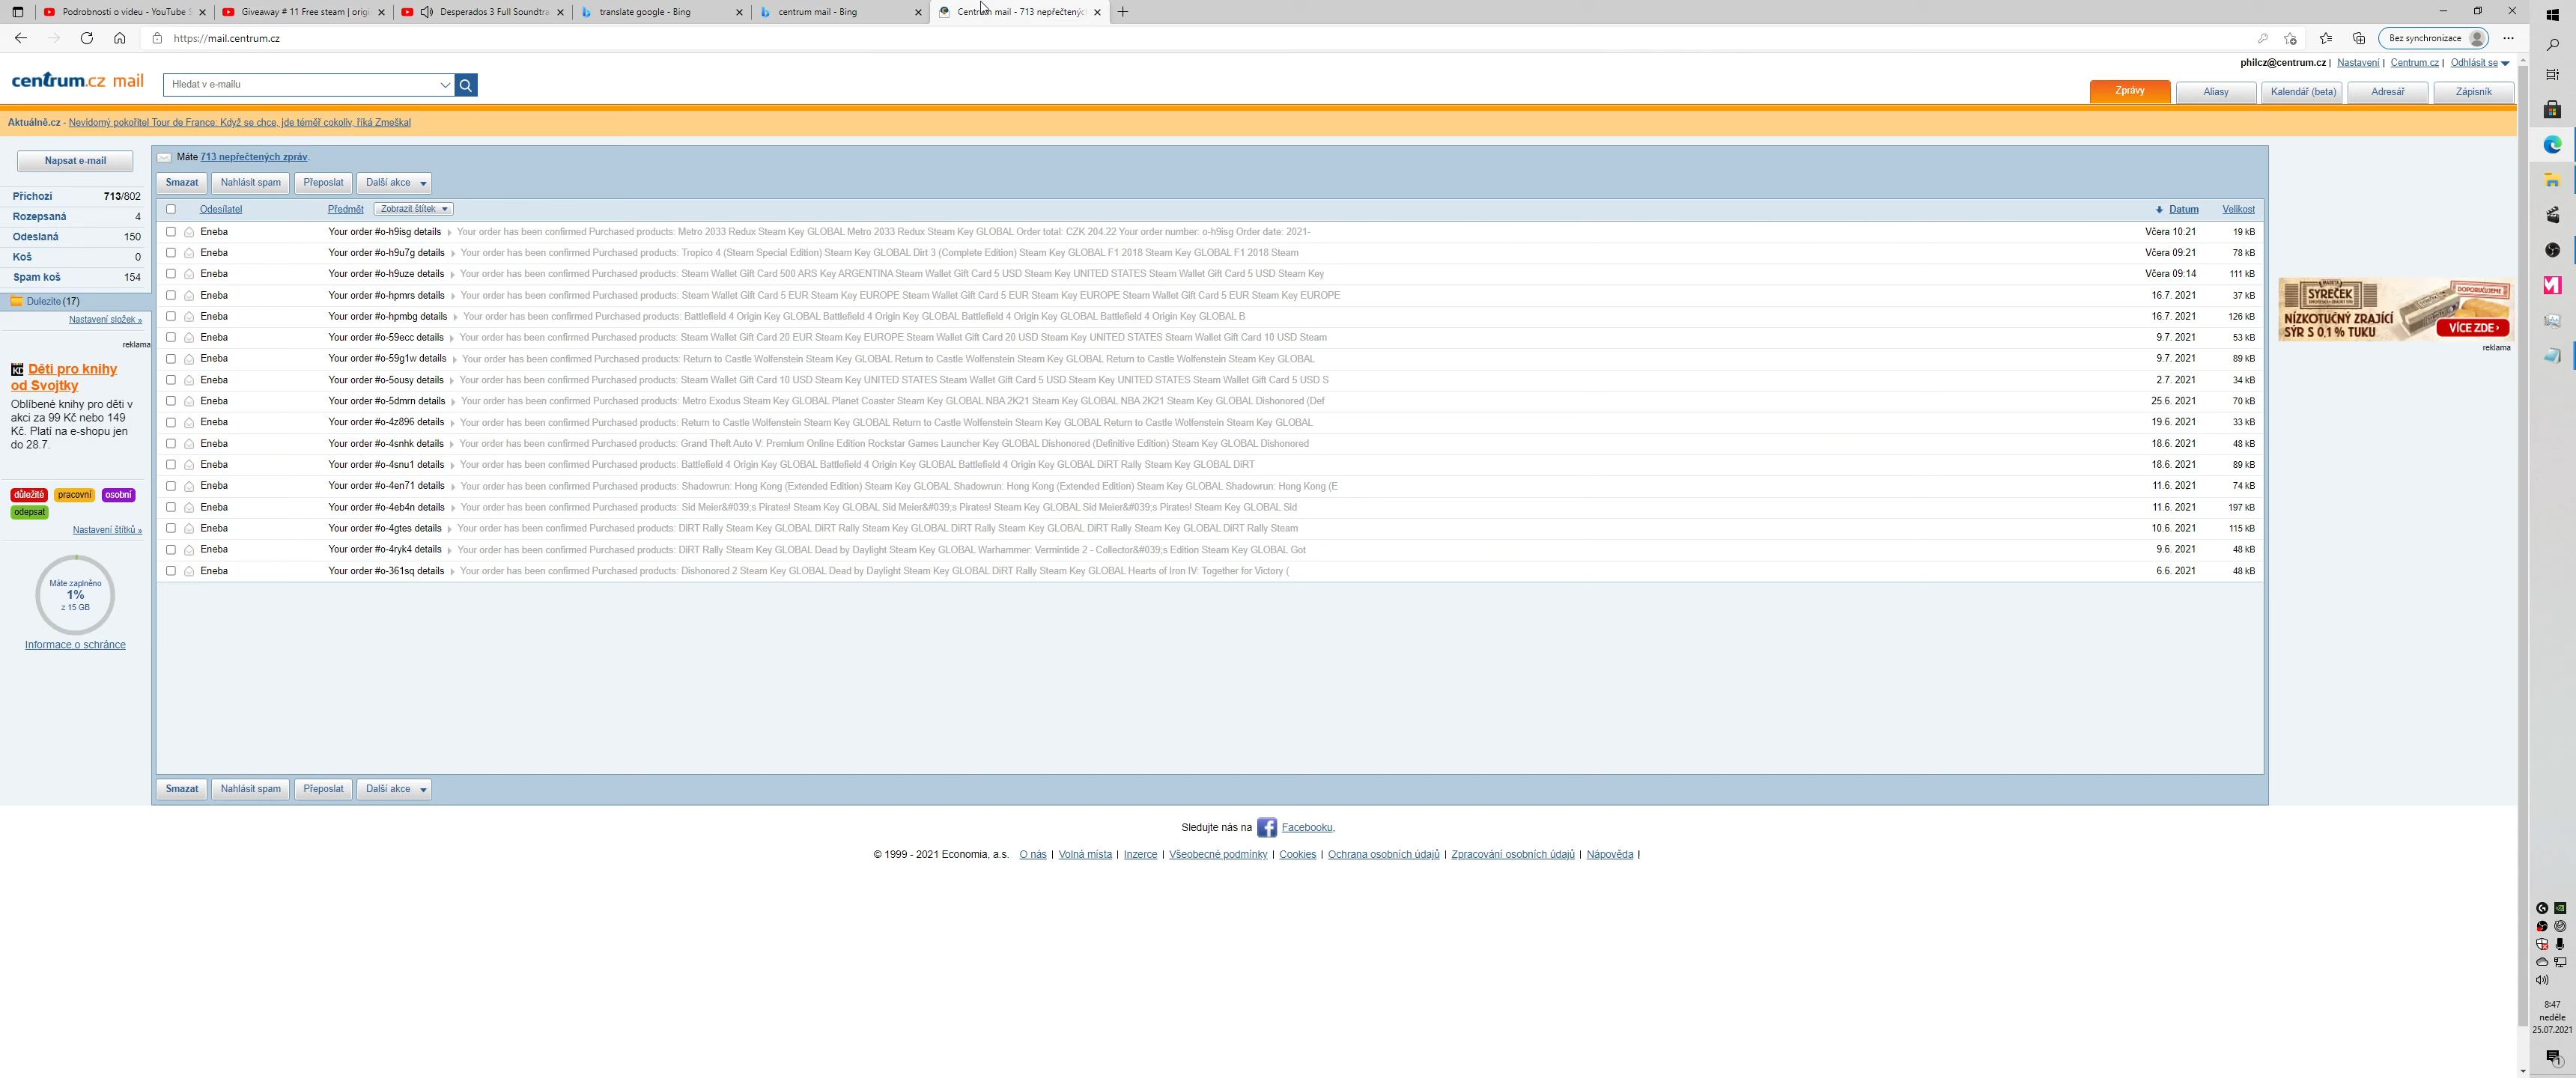 Podrobnosti o videu - YouTube S
Giveaway # 11 Free steam | orig
Desperados 3 Full Soundtra
translate google - Bing
centrum mail - Bing
Centrum mail - 713 nepřečtenýc
https://mail.centrum.cz
Bez synchronizace
centrum.cz mail
Hledat v e-mailu
philcz@centrum.cz | Nastavení | Centrum.cz | Odhlásit se
Zprávy Aliasy Kalendář (beta) Adresář Zápisník
Aktuálně.cz - Nevidomý pokořitel Tour de France: Když se chce, jde téměř cokoliv, říká Zmeškal
Napsat e-mail
Příchozí 713/802
Rozepsaná 4
Odeslaná 150
Koš 0
Spam koš 154
Dulezite (17)
Nastavení složek »
reklama
KD Děti pro knihy
od Svojtky
Oblíbené knihy pro děti v
akci za 99 Kč nebo 149
Kč. Platí na e-shopu jen
do 28.7.
důležité pracovní osobní
odepsat
Nastavení štítků »
Máte zaplněno
1%
z 15 GB
Informace o schránce
Máte 713 nepřečtených zpráv.
Smazat Nahlásit spam Přeposlat Další akce
Odesílatel Předmět Zobrazit štítek Datum Velikost
Eneba Your order #o-h9isg details Your order has been confirmed Purchased products: Metro 2033 Redux Steam Key GLOBAL Metro 2033 Redux Steam Key GLOBAL Order total: CZK 204.22 Your order number: o-h9isg Order date: 2021- Včera 10:21 19 kB
Eneba Your order #o-h9u7g details Your order has been confirmed Purchased products: Tropico 4 (Steam Special Edition) Steam Key GLOBAL Dirt 3 (Complete Edition) Steam Key GLOBAL F1 2018 Steam Key GLOBAL F1 2018 Steam Včera 09:21 78 kB
Eneba Your order #o-h9uze details Your order has been confirmed Purchased products: Steam Wallet Gift Card 500 ARS Key ARGENTINA Steam Wallet Gift Card 5 USD Steam Key UNITED STATES Steam Wallet Gift Card 5 USD Steam Key Včera 09:14 111 kB
Eneba Your order #o-hpmrs details Your order has been confirmed Purchased products: Steam Wallet Gift Card 5 EUR Steam Key EUROPE Steam Wallet Gift Card 5 EUR Steam Key EUROPE Steam Wallet Gift Card 5 EUR Steam Key EUROPE 16.7. 2021 37 kB
Eneba Your order #o-hpmbg details Your order has been confirmed Purchased products: Battlefield 4 Origin Key GLOBAL Battlefield 4 Origin Key GLOBAL Battlefield 4 Origin Key GLOBAL Battlefield 4 Origin Key GLOBAL B 16.7. 2021 126 kB
Eneba Your order #o-59ecc details Your order has been confirmed Purchased products: Steam Wallet Gift Card 20 EUR Steam Key EUROPE Steam Wallet Gift Card 20 USD Steam Key UNITED STATES Steam Wallet Gift Card 10 USD Steam 9.7. 2021 53 kB
Eneba Your order #o-59g1w details Your order has been confirmed Purchased products: Return to Castle Wolfenstein Steam Key GLOBAL Return to Castle Wolfenstein Steam Key GLOBAL Return to Castle Wolfenstein Steam Key GLOBAL 9.7. 2021 89 kB
Eneba Your order #o-5ousy details Your order has been confirmed Purchased products: Steam Wallet Gift Card 10 USD Steam Key UNITED STATES Steam Wallet Gift Card 5 USD Steam Key UNITED STATES Steam Wallet Gift Card 5 USD S 2.7. 2021 34 kB
Eneba Your order #o-5dmrn details Your order has been confirmed Purchased products: Metro Exodus Steam Key GLOBAL Planet Coaster Steam Key GLOBAL NBA 2K21 Steam Key GLOBAL NBA 2K21 Steam Key GLOBAL Dishonored (Def 25.6. 2021 70 kB
Eneba Your order #o-4z896 details Your order has been confirmed Purchased products: Return to Castle Wolfenstein Steam Key GLOBAL Return to Castle Wolfenstein Steam Key GLOBAL Return to Castle Wolfenstein Steam Key GLOBAL 19.6. 2021 33 kB
Eneba Your order #o-4snhk details Your order has been confirmed Purchased products: Grand Theft Auto V: Premium Online Edition Rockstar Games Launcher Key GLOBAL Dishonored (Definitive Edition) Steam Key GLOBAL Dishonored 18.6. 2021 48 kB
Eneba Your order #o-4snu1 details Your order has been confirmed Purchased products: Battlefield 4 Origin Key GLOBAL Battlefield 4 Origin Key GLOBAL Battlefield 4 Origin Key GLOBAL DiRT Rally Steam Key GLOBAL DiRT 18.6. 2021 89 kB
Eneba Your order #o-4en71 details Your order has been confirmed Purchased products: Shadowrun: Hong Kong (Extended Edition) Steam Key GLOBAL Shadowrun: Hong Kong (Extended Edition) Steam Key GLOBAL Shadowrun: Hong Kong (E 11.6. 2021 74 kB
Eneba Your order #o-4eb4n details Your order has been confirmed Purchased products: Sid Meier&#039;s Pirates! Steam Key GLOBAL Sid Meier&#039;s Pirates! Steam Key GLOBAL Sid Meier&#039;s Pirates! Steam Key GLOBAL Sid 11.6. 2021 197 kB
Eneba Your order #o-4gtes details Your order has been confirmed Purchased products: DiRT Rally Steam Key GLOBAL DiRT Rally Steam Key GLOBAL DiRT Rally Steam Key GLOBAL DiRT Rally Steam Key GLOBAL DiRT Rally Steam 10.6. 2021 115 kB
Eneba Your order #o-4ryk4 details Your order has been confirmed Purchased products: DiRT Rally Steam Key GLOBAL Dead by Daylight Steam Key GLOBAL Warhammer: Vermintide 2 - Collector&#039;s Edition Steam Key GLOBAL Got 9.6. 2021 48 kB
Eneba Your order #o-361sq details Your order has been confirmed Purchased products: Dishonored 2 Steam Key GLOBAL Dead by Daylight Steam Key GLOBAL DiRT Rally Steam Key GLOBAL Hearts of Iron IV: Together for Victory ( 6.6. 2021 48 kB
Smazat Nahlásit spam Přeposlat Další akce
SYREČEK
DOPORUČUJEME
NÍZKOTUČNÝ ZRAJÍCÍ
SÝR S 0,1 % TUKU
VÍCE ZDE ›
reklama
Sledujte nás na Facebooku.
© 1999 - 2021 Economia, a.s. O nás | Volná místa | Inzerce | Všeobecné podmínky | Cookies | Ochrana osobních údajů | Zpracování osobních údajů | Nápověda |
8:47
neděle
25.07.2021
1